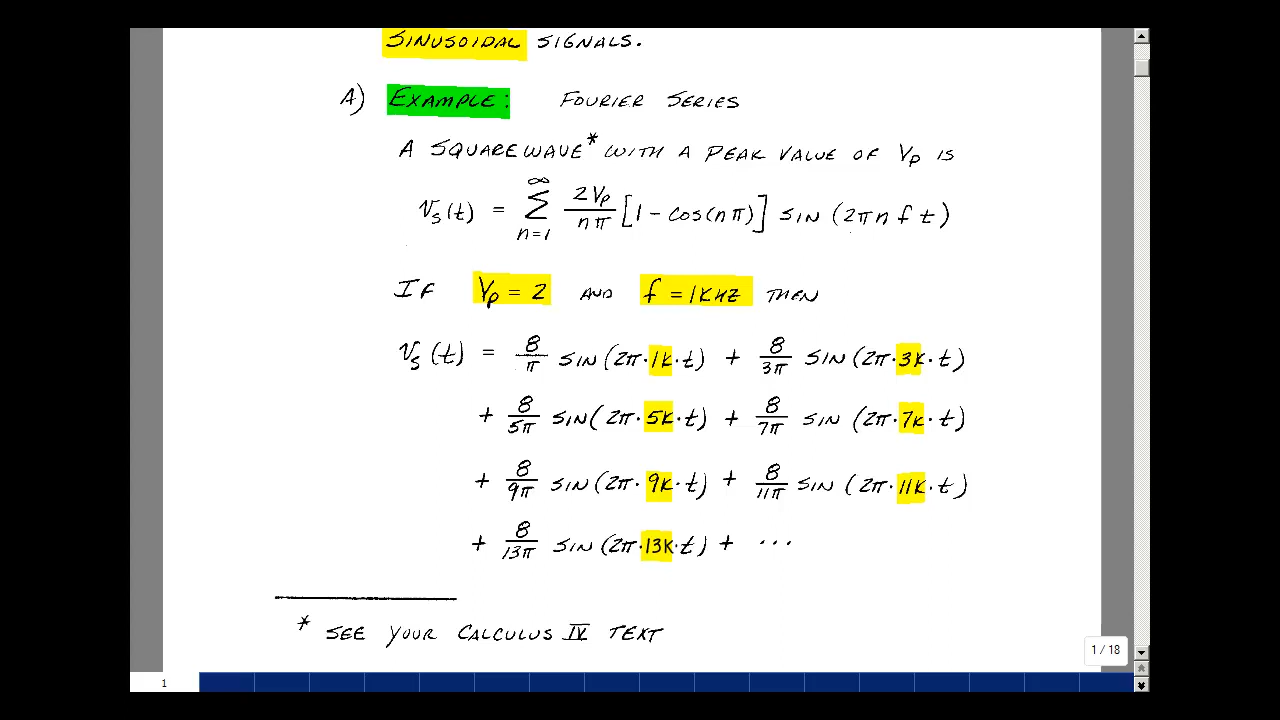 SINUSOIDAL SIGNALS.
A) EXAMPLE: FOURIER SERIES
A SQUAREWAVE* WITH A PEAK VALUE OF Vp IS
vs(t) = ∞ Σ n=1 2Vp/nπ [1 - cos(nπ)] SIN (2πn f t)
IF Vp = 2 AND f = 1KHZ THEN
vs(t) = 8/π SIN(2π·1K·t) + 8/3π SIN(2π·3K·t)
+ 8/5π SIN(2π·5K·t) + 8/7π SIN (2π·7K·t)
+ 8/9π SIN(2π·9K·t) + 8/11π SIN (2π·11K·t)
+ 8/13π SIN(2π·13K·t) + ···
* SEE YOUR CALCULUS IV TEXT
1 / 18
1